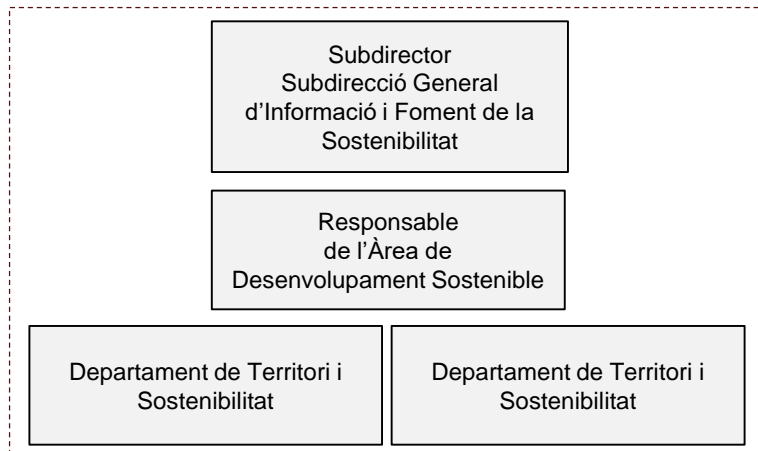 Subdirector
Subdirecció General
d’Informació i Foment de la
Sostenibilitat
Responsable
de l’Àrea de
Desenvolupament Sostenible
Departament de Territori i
Sostenibilitat
Departament de Territori i
Sostenibilitat